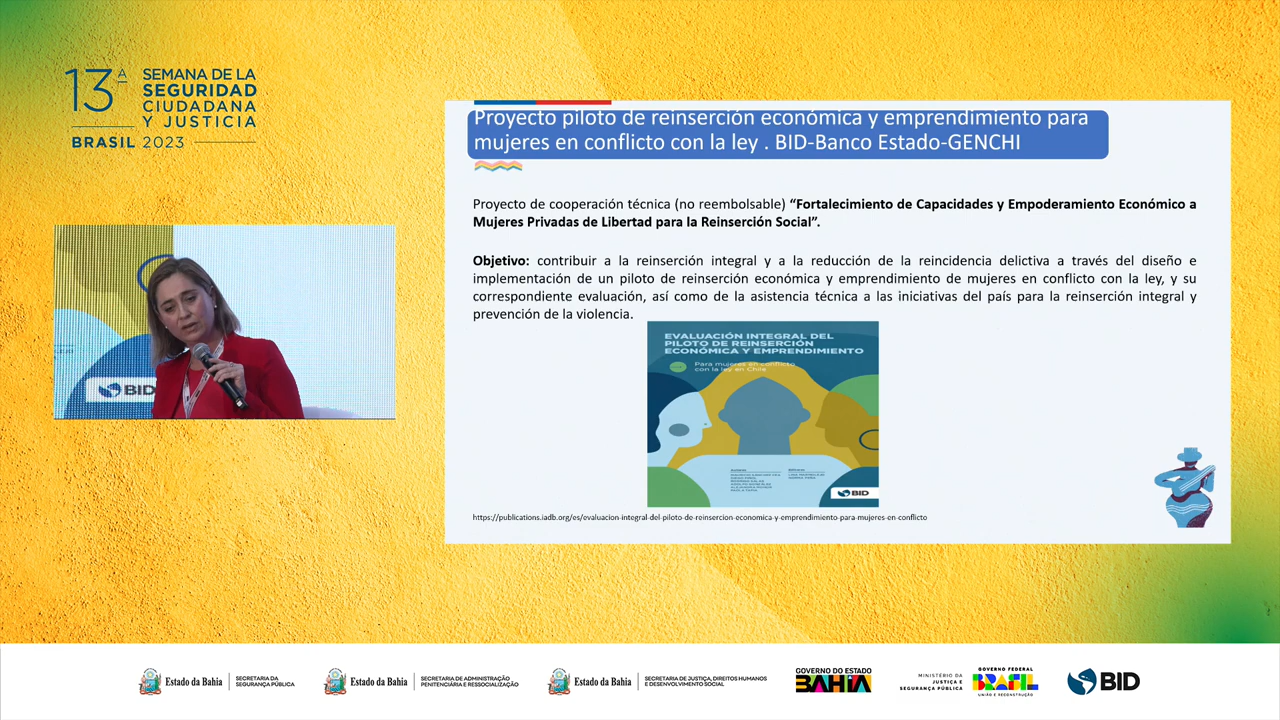 13ª
SEMANA DE LA
SEGURIDAD
CIUDADANA
Y JUSTICIA
BRASIL 2023
BID
Proyecto piloto de reinserción económica y emprendimiento para
mujeres en conflicto con la ley . BID-Banco Estado-GENCHI
Proyecto de cooperación técnica (no reembolsable) “Fortalecimiento de Capacidades y Empoderamiento Económico a
Mujeres Privadas de Libertad para la Reinserción Social”.
Objetivo: contribuir a la reinserción integral y a la reducción de la reincidencia delictiva a través del diseño e
implementación de un piloto de reinserción económica y emprendimiento de mujeres en conflicto con la ley, y su
correspondiente evaluación, así como de la asistencia técnica a las iniciativas del país para la reinserción integral y
prevención de la violencia.
EVALUACIÓN INTEGRAL DEL
PILOTO DE REINSERCIÓN
ECONÓMICA Y EMPRENDIMIENTO
Para mujeres en conflicto
con la ley en Chile
BID
https://publications.iadb.org/es/evaluacion-integral-del-piloto-de-reinsercion-economica-y-emprendimiento-para-mujeres-en-conflicto
Estado da Bahia
SECRETARIA DA
SEGURANÇA PÚBLICA
Estado da Bahia
SECRETARIA DE ADMINISTRAÇÃO
PENITENCIÁRIA E RESSOCIALIZAÇÃO
Estado da Bahia
SECRETARIA DE JUSTIÇA, DIREITOS HUMANOS
E DESENVOLVIMENTO SOCIAL
GOVERNO DO ESTADO
BAHIA
MINISTÉRIO DA
JUSTIÇA E
SEGURANÇA PÚBLICA
GOVERNO FEDERAL
BRASIL
UNIÃO E RECONSTRUÇÃO
BID